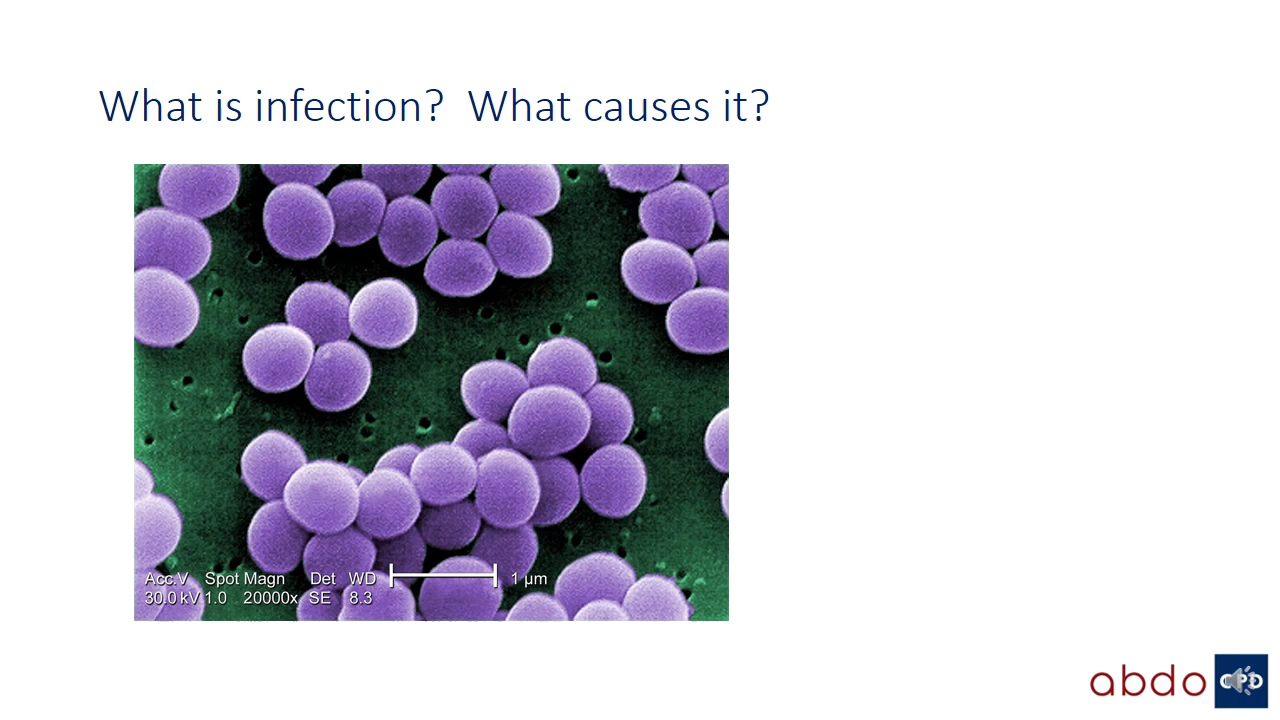 What is infection?  What causes it?
Acc.V Spot Magn Det WD 1 µm
30.0 kV 1.0 20000x SE 8.3
abdo CPD